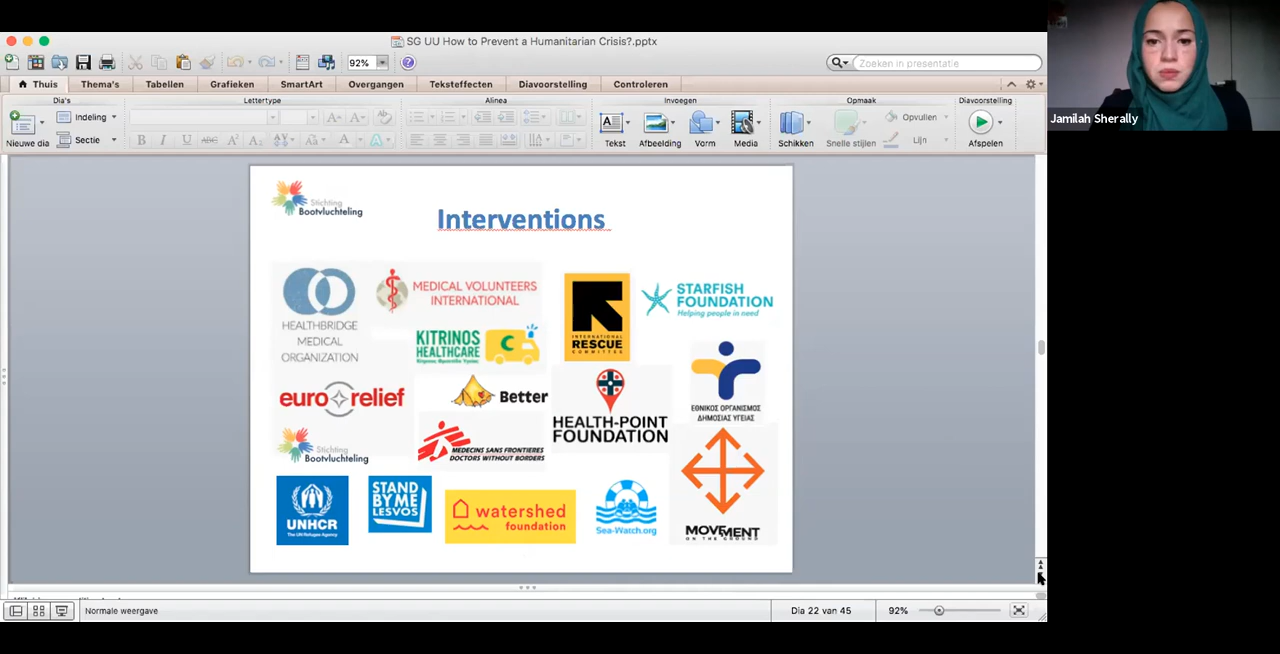 SG UU How to Prevent a Humanitarian Crisis?.pptx
Jamilah Sherally
92%
Zoeken in presentatie
Thuis
Thema's
Tabellen
Grafieken
SmartArt
Overgangen
Teksteffecten
Diavoorstelling
Controleren
Dia's
Lettertype
Alinea
Invoegen
Opmaak
Diavoorstelling
Nieuwe dia
Indeling
Sectie
B I U ABC A² A₂
Tekst
Afbeelding
Vorm
Media
Schikken
Snelle stijlen
Opvullen
Lijn
Afspelen
Stichting
Bootvluchteling
Interventions
HEALTHBRIDGE
MEDICAL
ORGANIZATION
MEDICAL VOLUNTEERS
INTERNATIONAL
KITRINOS
HEALTHCARE
INTERNATIONAL
RESCUE
COMMITTEE
STARFISH
FOUNDATION
Helping people in need
euro relief
Better
HEALTH-POINT
FOUNDATION
ΕΘΝΙΚΟΣ ΟΡΓΑΝΙΣΜΟΣ
ΔΗΜΟΣΙΑΣ ΥΓΕΙΑΣ
Stichting
Bootvluchteling
MEDECINS SANS FRONTIERES
DOCTORS WITHOUT BORDERS
UNHCR
The UN Refugee Agency
STAND
BY ME
LESVOS
watershed
foundation
Sea-Watch.org
MOVEMENT
ON THE GROUND
Normale weergave
Dia 22 van 45
92%